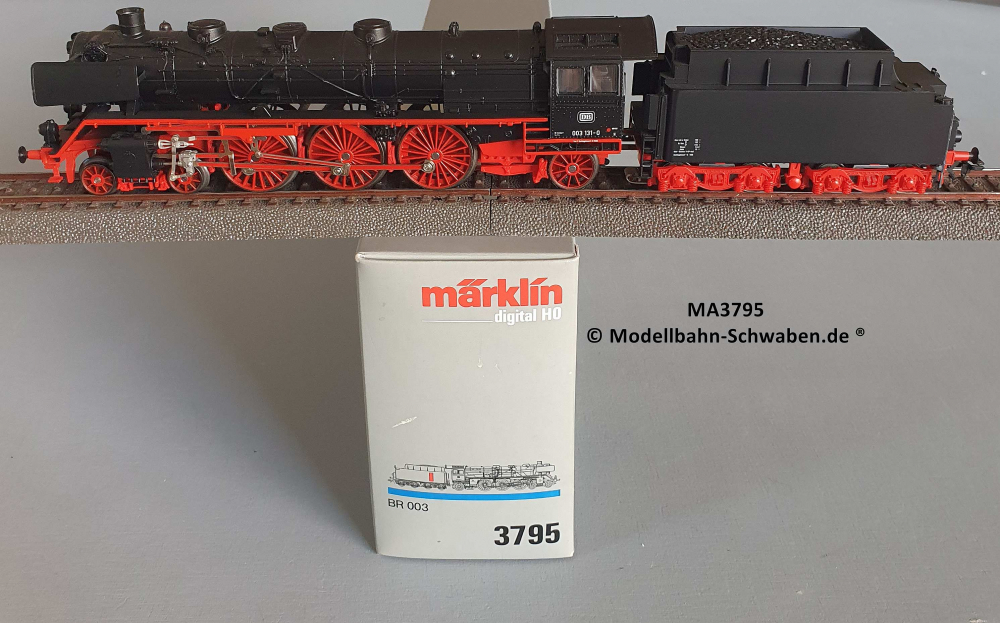 DB
003 131-0
märklin
digital H0
MA3795
© Modellbahn-Schwaben.de ®
BR 003
3795